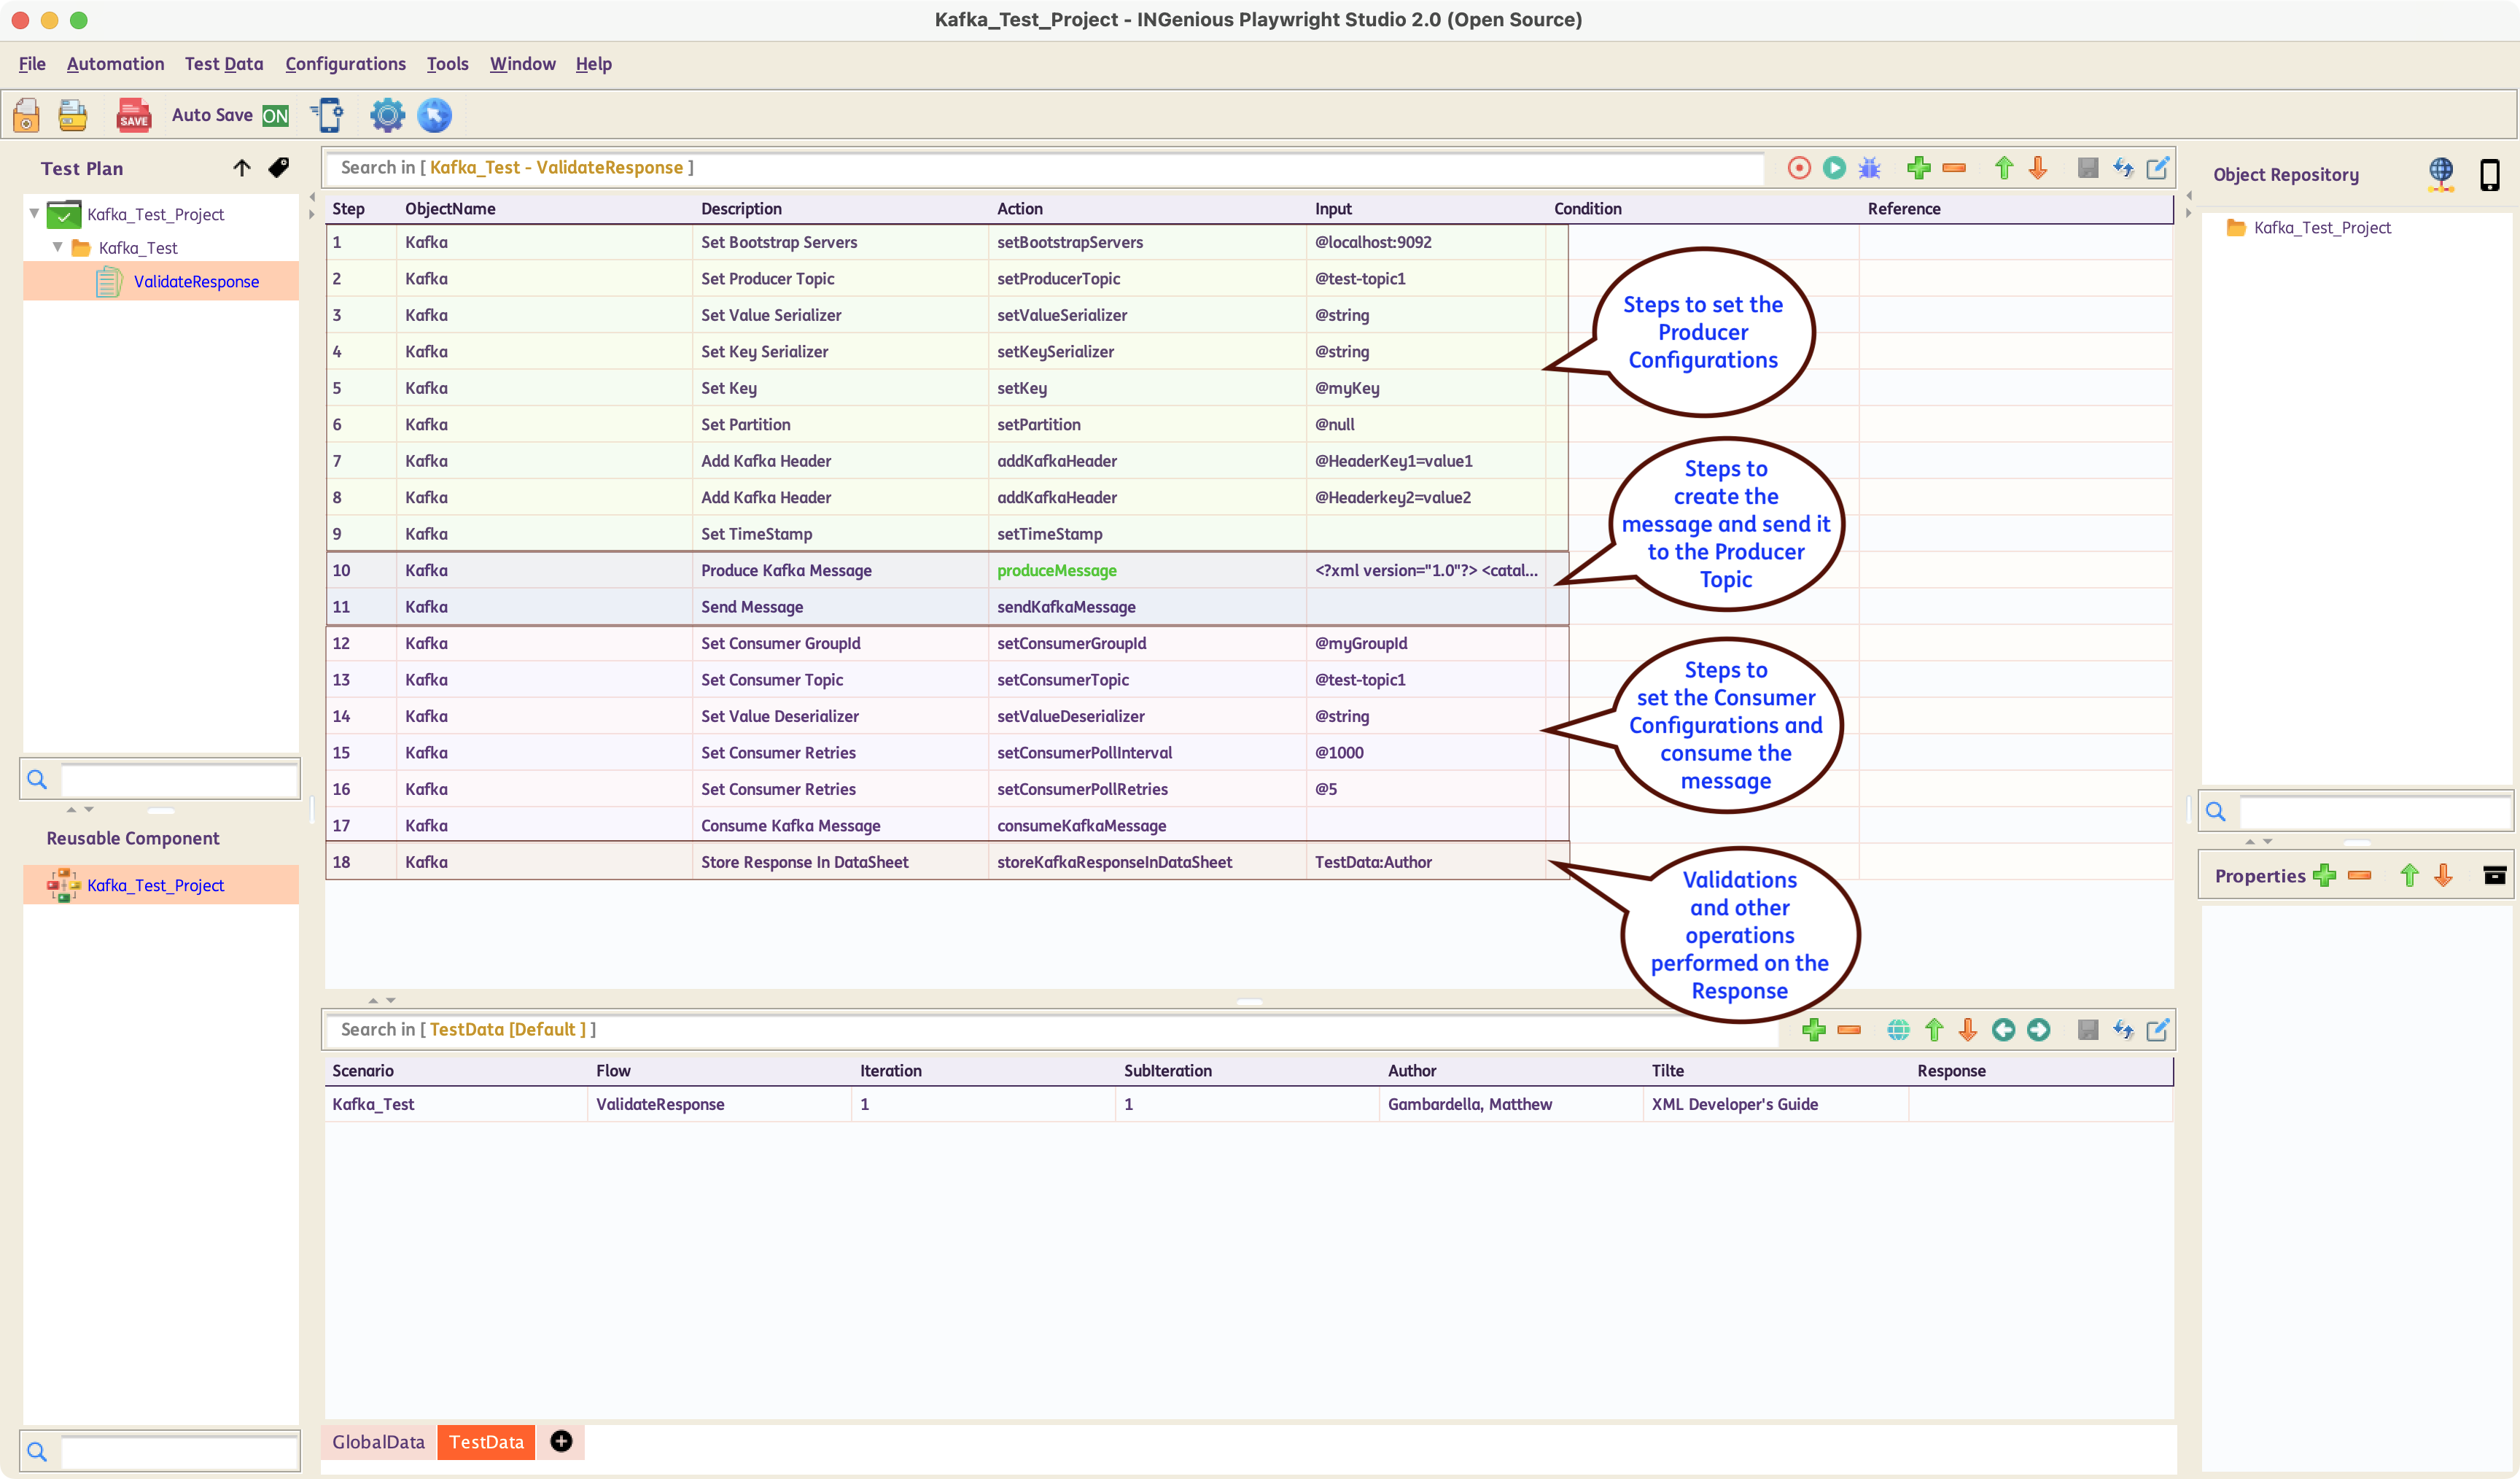 Kafka_Test_Project - INGenious Playwright Studio 2.0 (Open Source)
File Automation Test Data Configurations Tools Window Help
SAVE Auto Save ON
Test Plan
Kafka_Test_Project
Kafka_Test
ValidateResponse
Reusable Component
Kafka_Test_Project
Search in [ Kafka_Test - ValidateResponse ]
Step ObjectName Description Action Input Condition Reference
1 Kafka Set Bootstrap Servers setBootstrapServers @localhost:9092
2 Kafka Set Producer Topic setProducerTopic @test-topic1
3 Kafka Set Value Serializer setValueSerializer @string
4 Kafka Set Key Serializer setKeySerializer @string
5 Kafka Set Key setKey @myKey
6 Kafka Set Partition setPartition @null
7 Kafka Add Kafka Header addKafkaHeader @HeaderKey1=value1
8 Kafka Add Kafka Header addKafkaHeader @Headerkey2=value2
9 Kafka Set TimeStamp setTimeStamp
10 Kafka Produce Kafka Message produceMessage <?xml version="1.0"?> <catal...
11 Kafka Send Message sendKafkaMessage
12 Kafka Set Consumer GroupId setConsumerGroupId @myGroupId
13 Kafka Set Consumer Topic setConsumerTopic @test-topic1
14 Kafka Set Value Deserializer setValueDeserializer @string
15 Kafka Set Consumer Retries setConsumerPollInterval @1000
16 Kafka Set Consumer Retries setConsumerPollRetries @5
17 Kafka Consume Kafka Message consumeKafkaMessage
18 Kafka Store Response In DataSheet storeKafkaResponseInDataSheet TestData:Author
Steps to set the
Producer
Configurations
Steps to
create the
message and send it
to the Producer
Topic
Steps to
set the Consumer
Configurations and
consume the
message
Validations
and other
operations
performed on the
Response
Search in [ TestData [Default ] ]
Scenario Flow Iteration SubIteration Author Tilte Response
Kafka_Test ValidateResponse 1 1 Gambardella, Matthew XML Developer's Guide
GlobalData TestData
Object Repository
Kafka_Test_Project
Properties